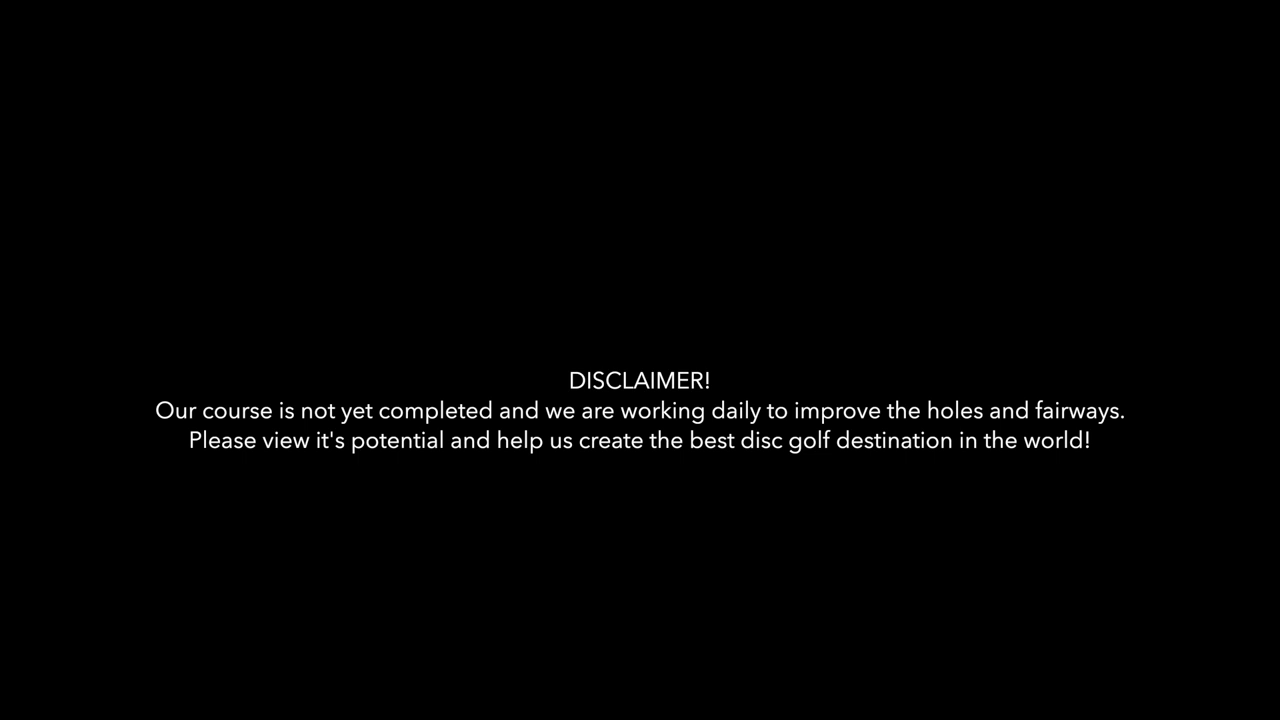 DISCLAIMER!
Our course is not yet completed and we are working daily to improve the holes and fairways.
Please view it's potential and help us create the best disc golf destination in the world!